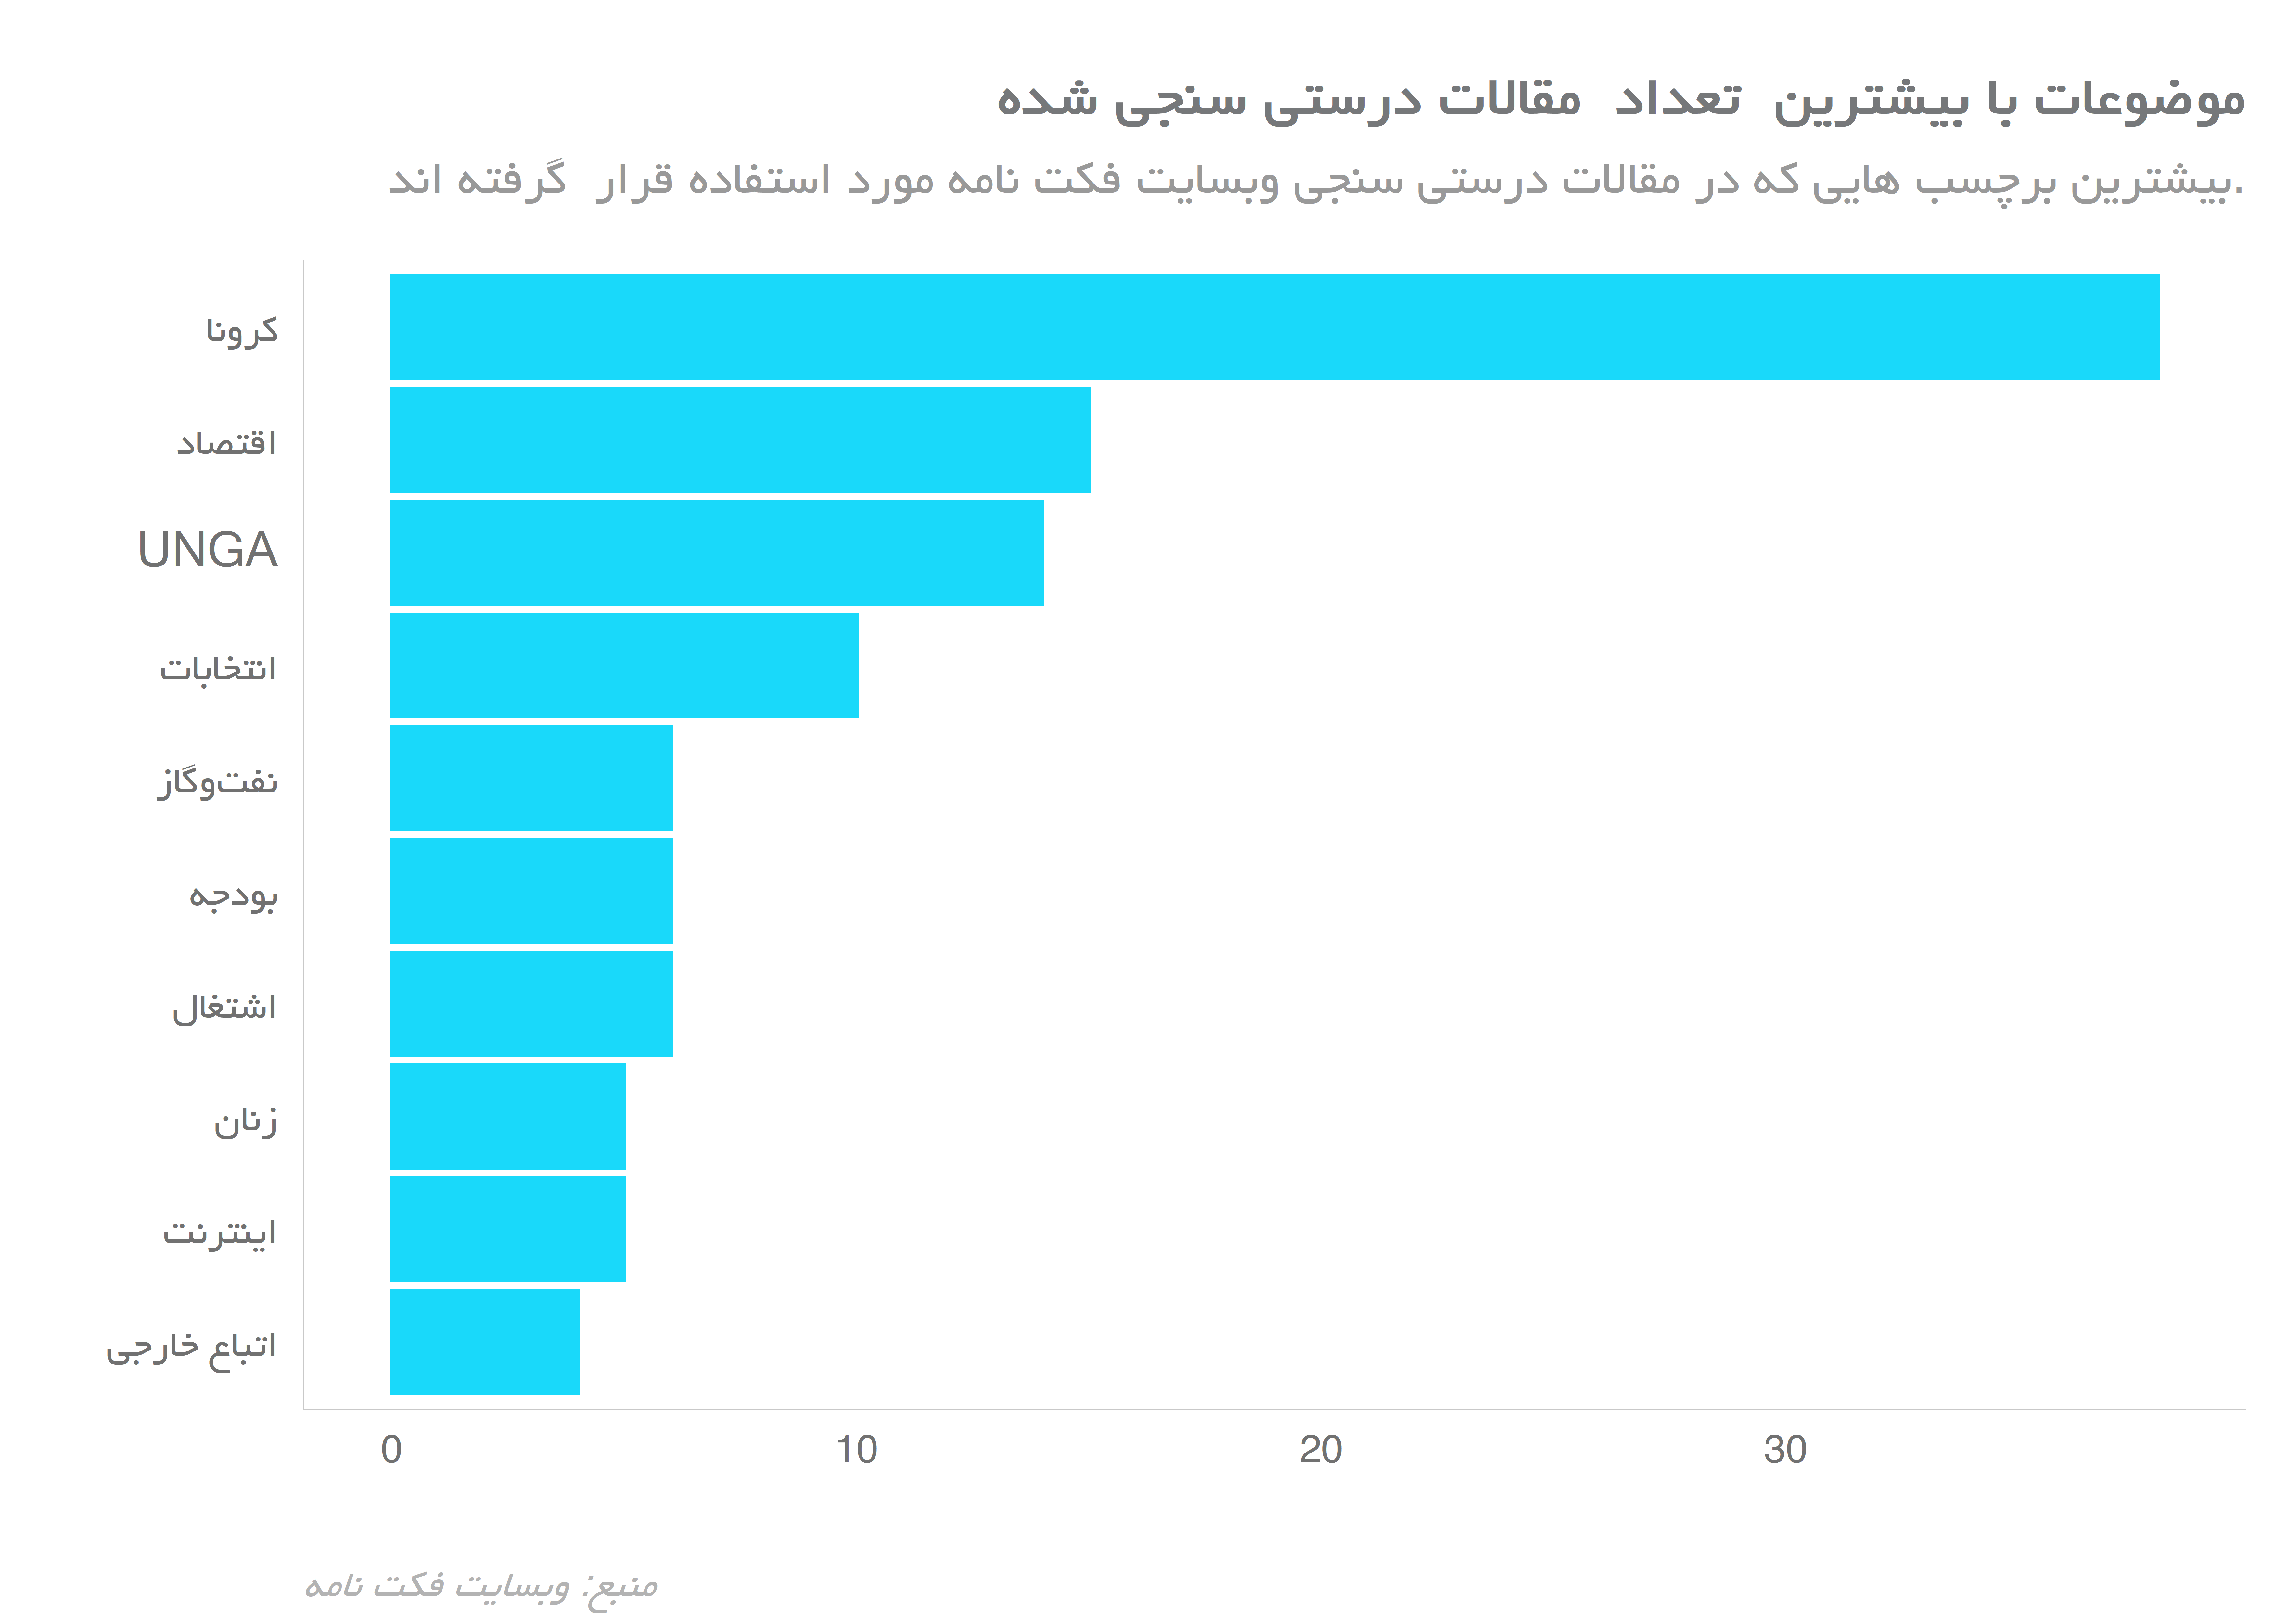 موضوعات با بیشترین تعداد مقالات درستی سنجی شده
بیشترین برچسب هایی که در مقالات درستی سنجی وبسایت فکت نامه مورد استفاده قرار گرفته اند.
کرونا
اقتصاد
UNGA
انتخابات
نفت‌وگاز
بودجه
اشتغال
زنان
اینترنت
اتباع خارجی
0 10 20 30
منبع: وبسایت فکت نامه